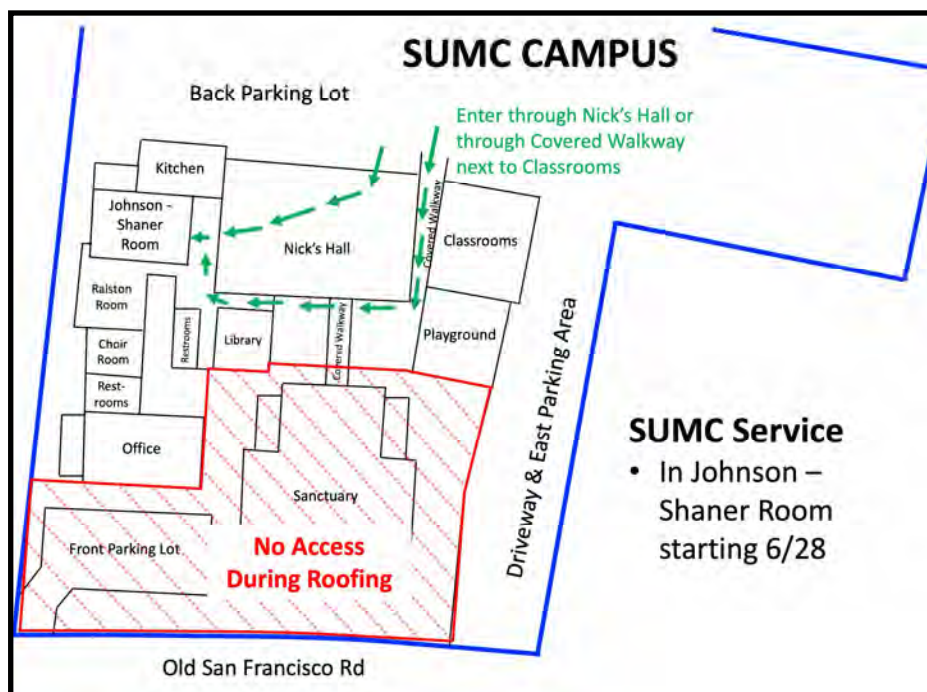 SUMC CAMPUS
Back Parking Lot
Enter through Nick's Hall or
through Covered Walkway
next to Classrooms
Kitchen
Johnson –
Shaner
Room
Nick's Hall
Covered Walkway
Classrooms
Ralston
Room
Restrooms
Library
Covered Walkway
Playground
Choir
Room
Rest-
rooms
Office
Sanctuary
Driveway & East Parking Area
SUMC Service
• In Johnson –
Shaner Room
starting 6/28
Front Parking Lot
No Access
During Roofing
Old San Francisco Rd